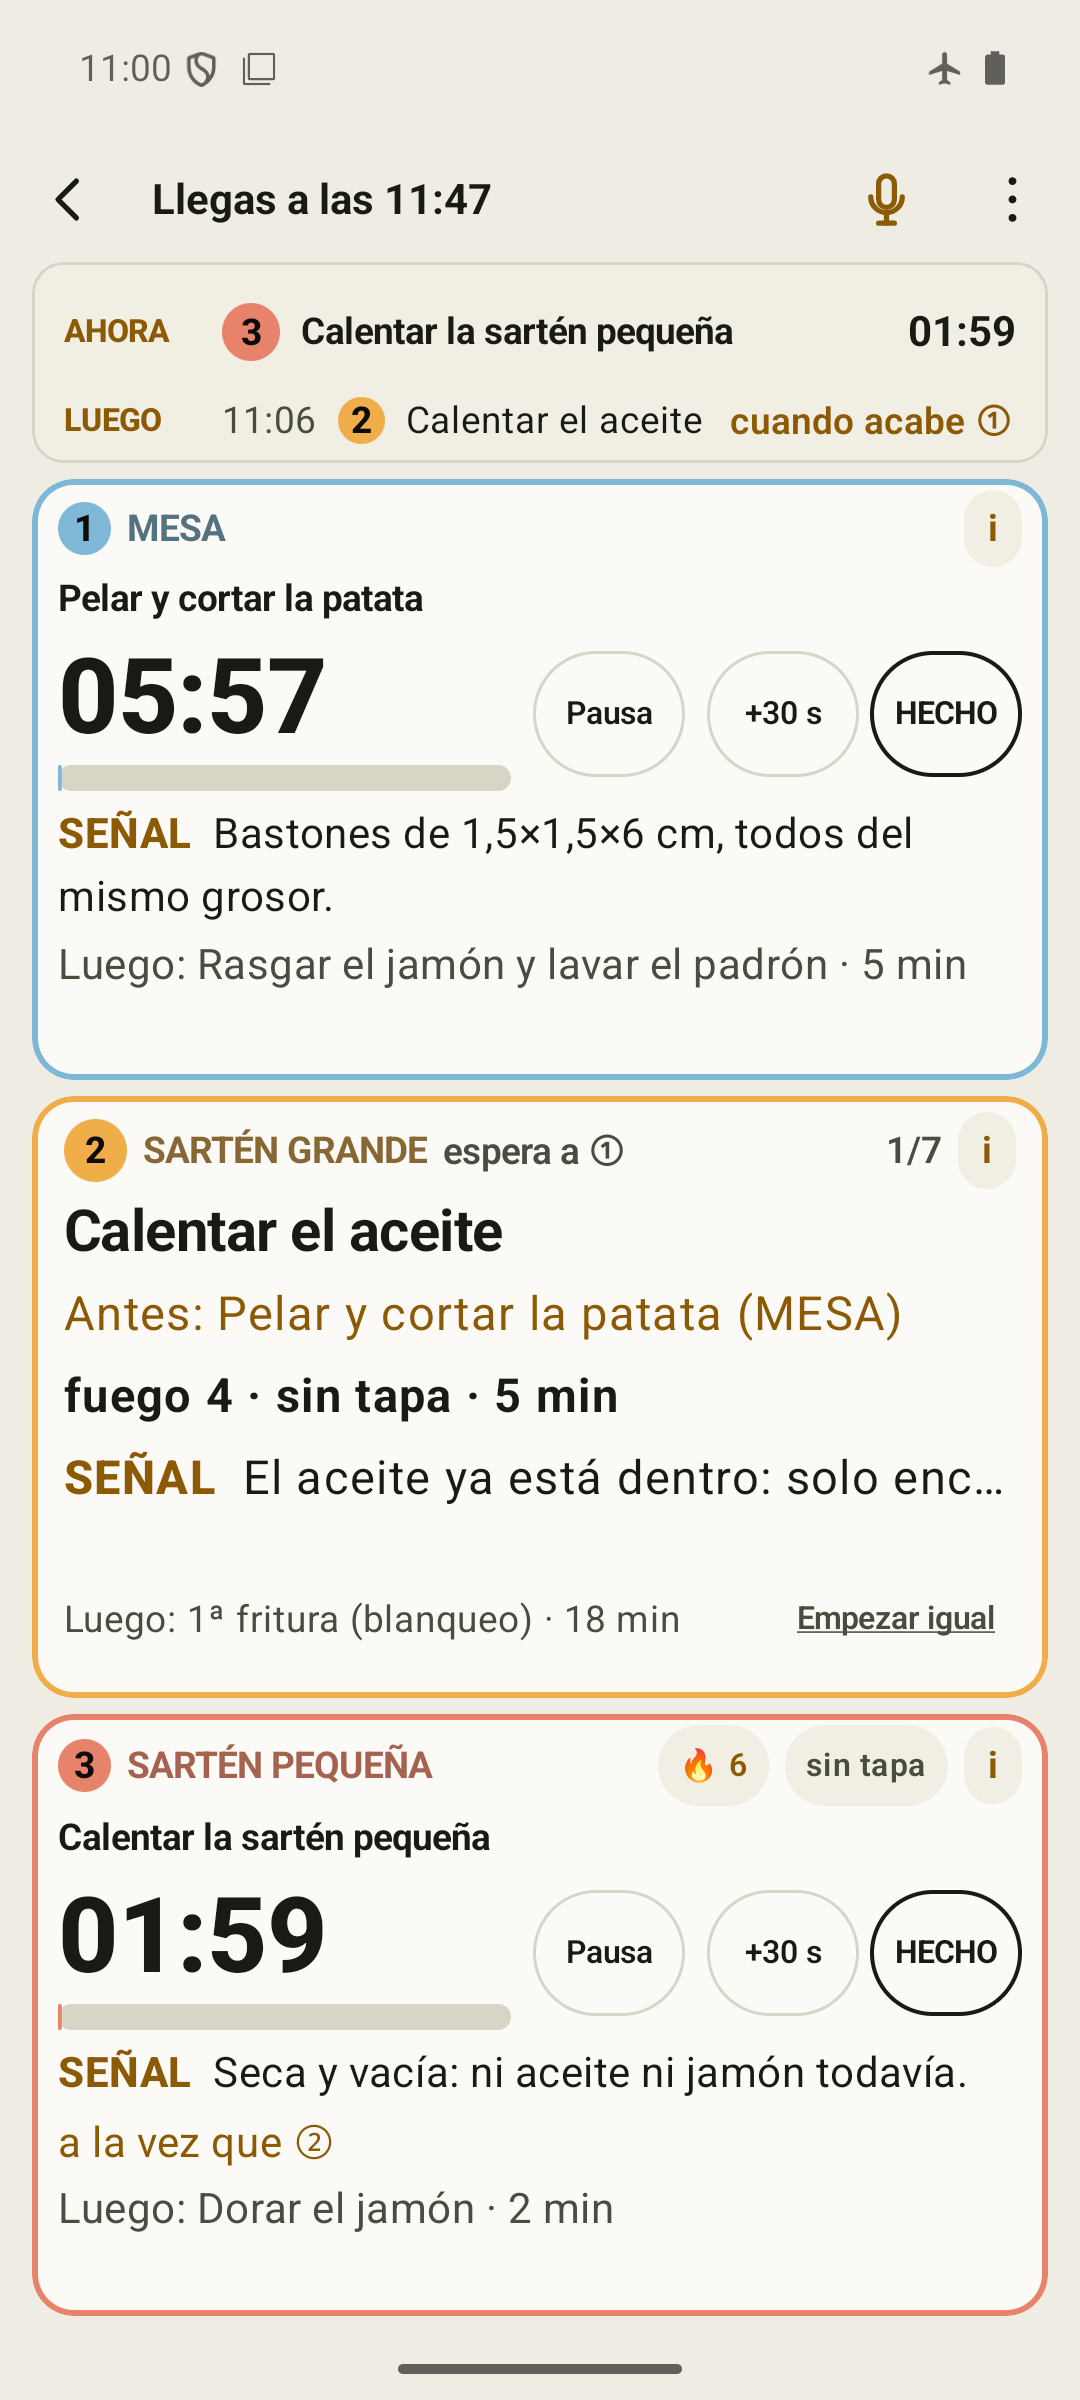 11:00
Llegas a las 11:47
AHORA 3 Calentar la sartén pequeña 01:59
LUEGO 11:06 2 Calentar el aceite cuando acabe ①
1 MESA i
Pelar y cortar la patata
05:57 Pausa +30 s HECHO
SEÑAL Bastones de 1,5×1,5×6 cm, todos del
mismo grosor.
Luego: Rasgar el jamón y lavar el padrón · 5 min
2 SARTÉN GRANDE espera a ① 1/7 i
Calentar el aceite
Antes: Pelar y cortar la patata (MESA)
fuego 4 · sin tapa · 5 min
SEÑAL El aceite ya está dentro: solo enc…
Luego: 1ª fritura (blanqueo) · 18 min Empezar igual
3 SARTÉN PEQUEÑA 🔥 6 sin tapa i
Calentar la sartén pequeña
01:59 Pausa +30 s HECHO
SEÑAL Seca y vacía: ni aceite ni jamón todavía.
a la vez que ②
Luego: Dorar el jamón · 2 min